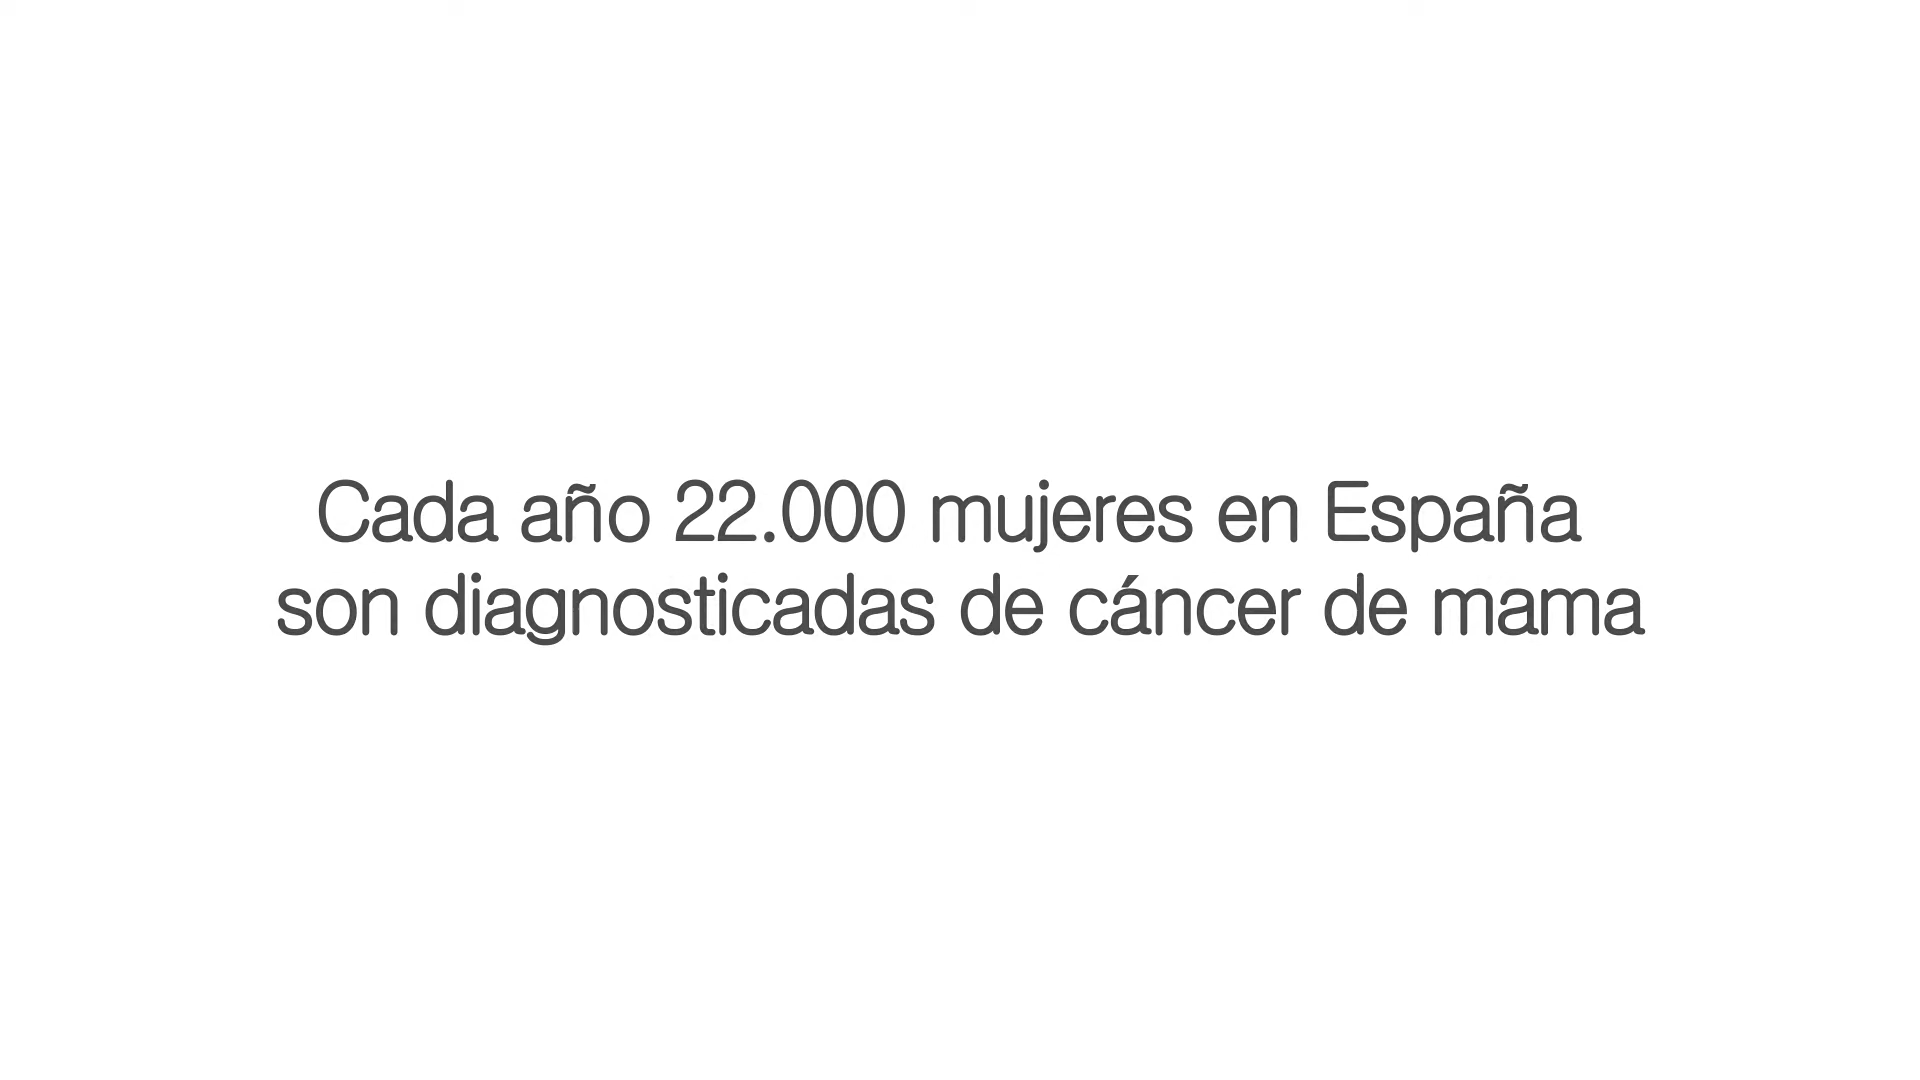 Cada año 22.000 mujeres en España
son diagnosticadas de cáncer de mama